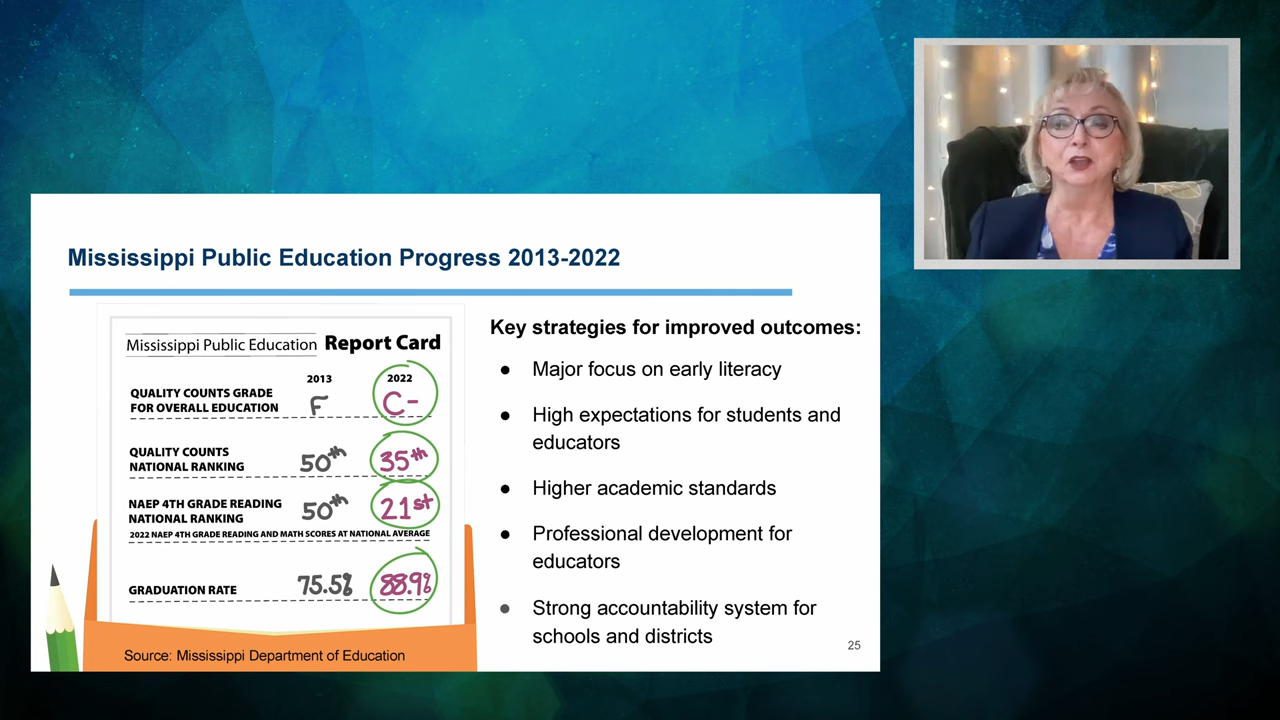 Mississippi Public Education Progress 2013-2022
Mississippi Public Education Report Card
2013 2022
QUALITY COUNTS GRADE
FOR OVERALL EDUCATION F C-
QUALITY COUNTS
NATIONAL RANKING 50th 35th
NAEP 4TH GRADE READING
NATIONAL RANKING 50th 21st
2022 NAEP 4TH GRADE READING AND MATH SCORES AT NATIONAL AVERAGE
GRADUATION RATE 75.5% 88.9%
Source: Mississippi Department of Education
Key strategies for improved outcomes:
● Major focus on early literacy
● High expectations for students and
educators
● Higher academic standards
● Professional development for
educators
● Strong accountability system for
schools and districts
25